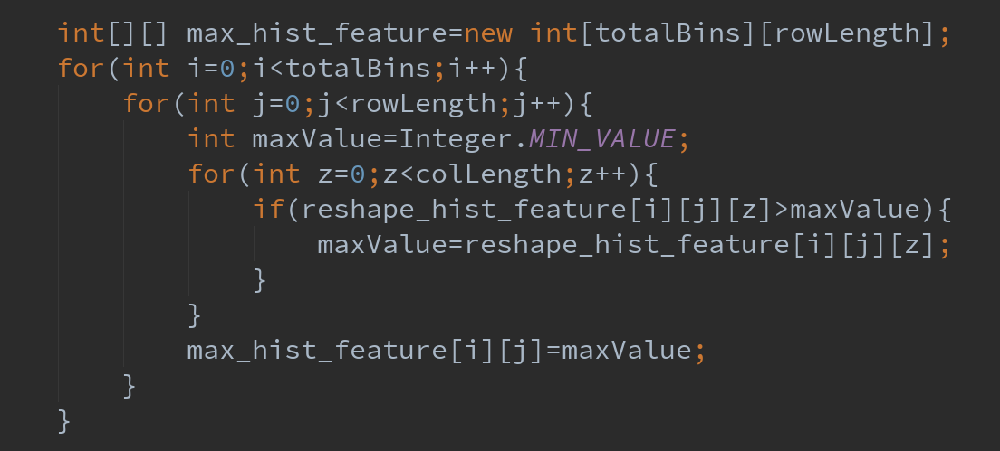 int[][] max_hist_feature=new int[totalBins][rowLength];
for(int i=0;i<totalBins;i++){
    for(int j=0;j<rowLength;j++){
        int maxValue=Integer.MIN_VALUE;
        for(int z=0;z<colLength;z++){
            if(reshape_hist_feature[i][j][z]>maxValue){
                maxValue=reshape_hist_feature[i][j][z];
            }
        }
        max_hist_feature[i][j]=maxValue;
    }
}